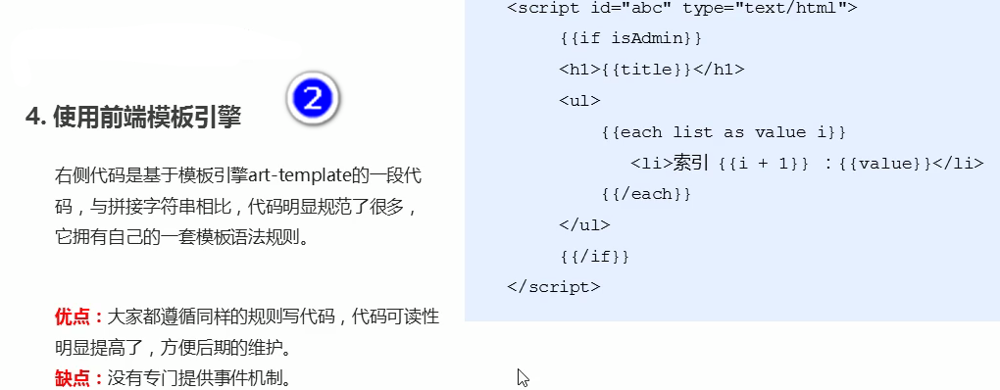 4. 使用前端模板引擎
2
右侧代码是基于模板引擎art-template的一段代
码，与拼接字符串相比，代码明显规范了很多，
它拥有自己的一套模板语法规则。
优点：大家都遵循同样的规则写代码，代码可读性
明显提高了，方便后期的维护。
缺点：没有专门提供事件机制。
<script id="abc" type="text/html">
{{if isAdmin}}
<h1>{{title}}</h1>
<ul>
{{each list as value i}}
<li>索引 {{i + 1}} ：{{value}}</li>
{{/each}}
</ul>
{{/if}}
</script>